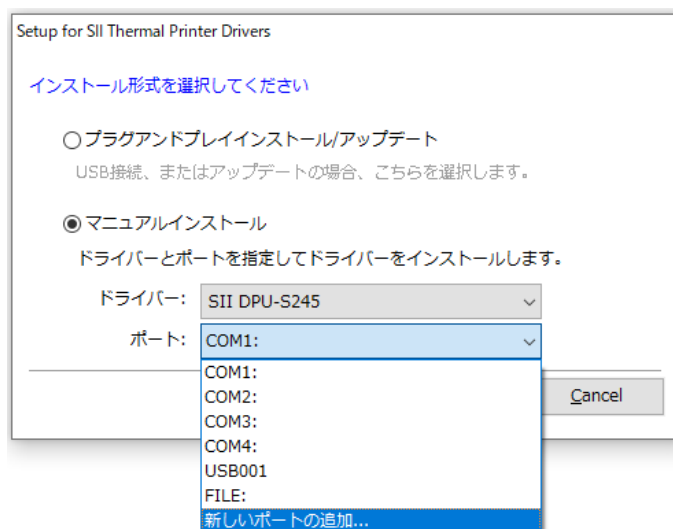 Setup for SII Thermal Printer Drivers
インストール形式を選択してください
プラグアンドプレイインストール/アップデート
USB接続、またはアップデートの場合、こちらを選択します。
マニュアルインストール
ドライバーとポートを指定してドライバーをインストールします。
ドライバー: SII DPU-S245
ポート: COM1:
COM1:
COM2:
COM3:
Cancel
COM4:
USB001
FILE:
新しいポートの追加...